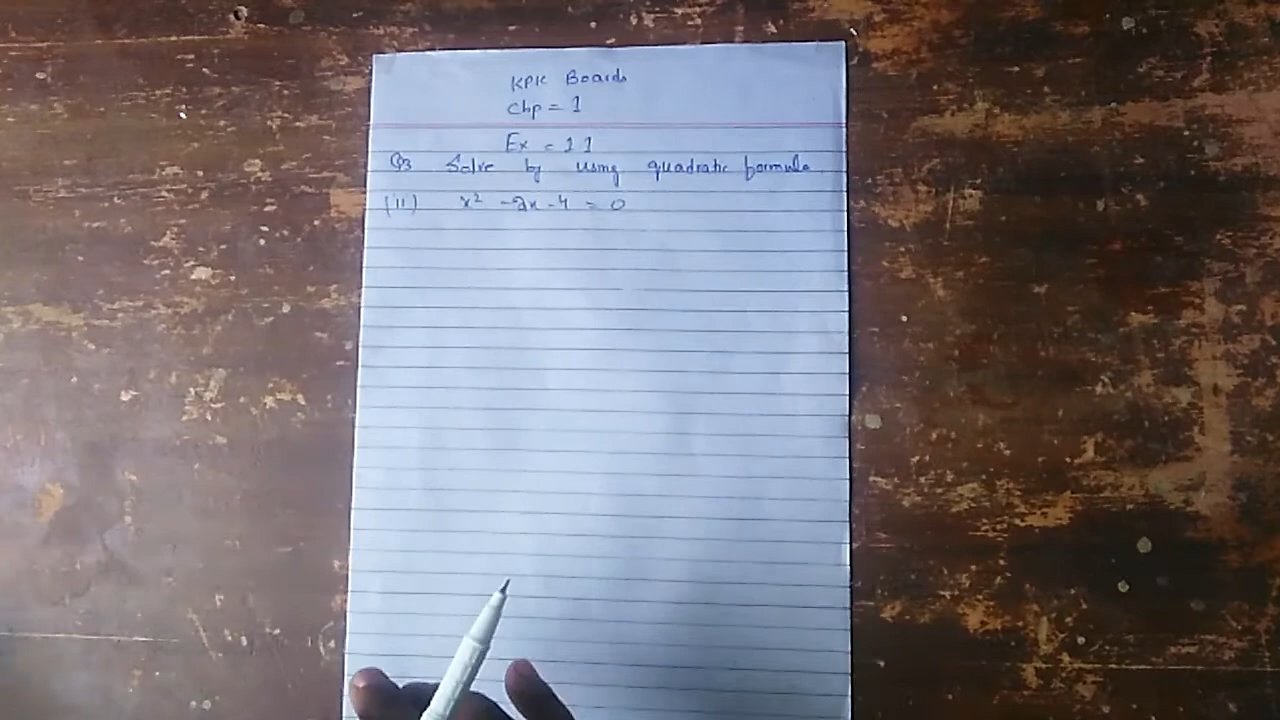 KPK Boards
Chp = 1
Ex = 1 1
Q3 Solve by using quadratic formula
(ii) x² -2x - 4 = 0